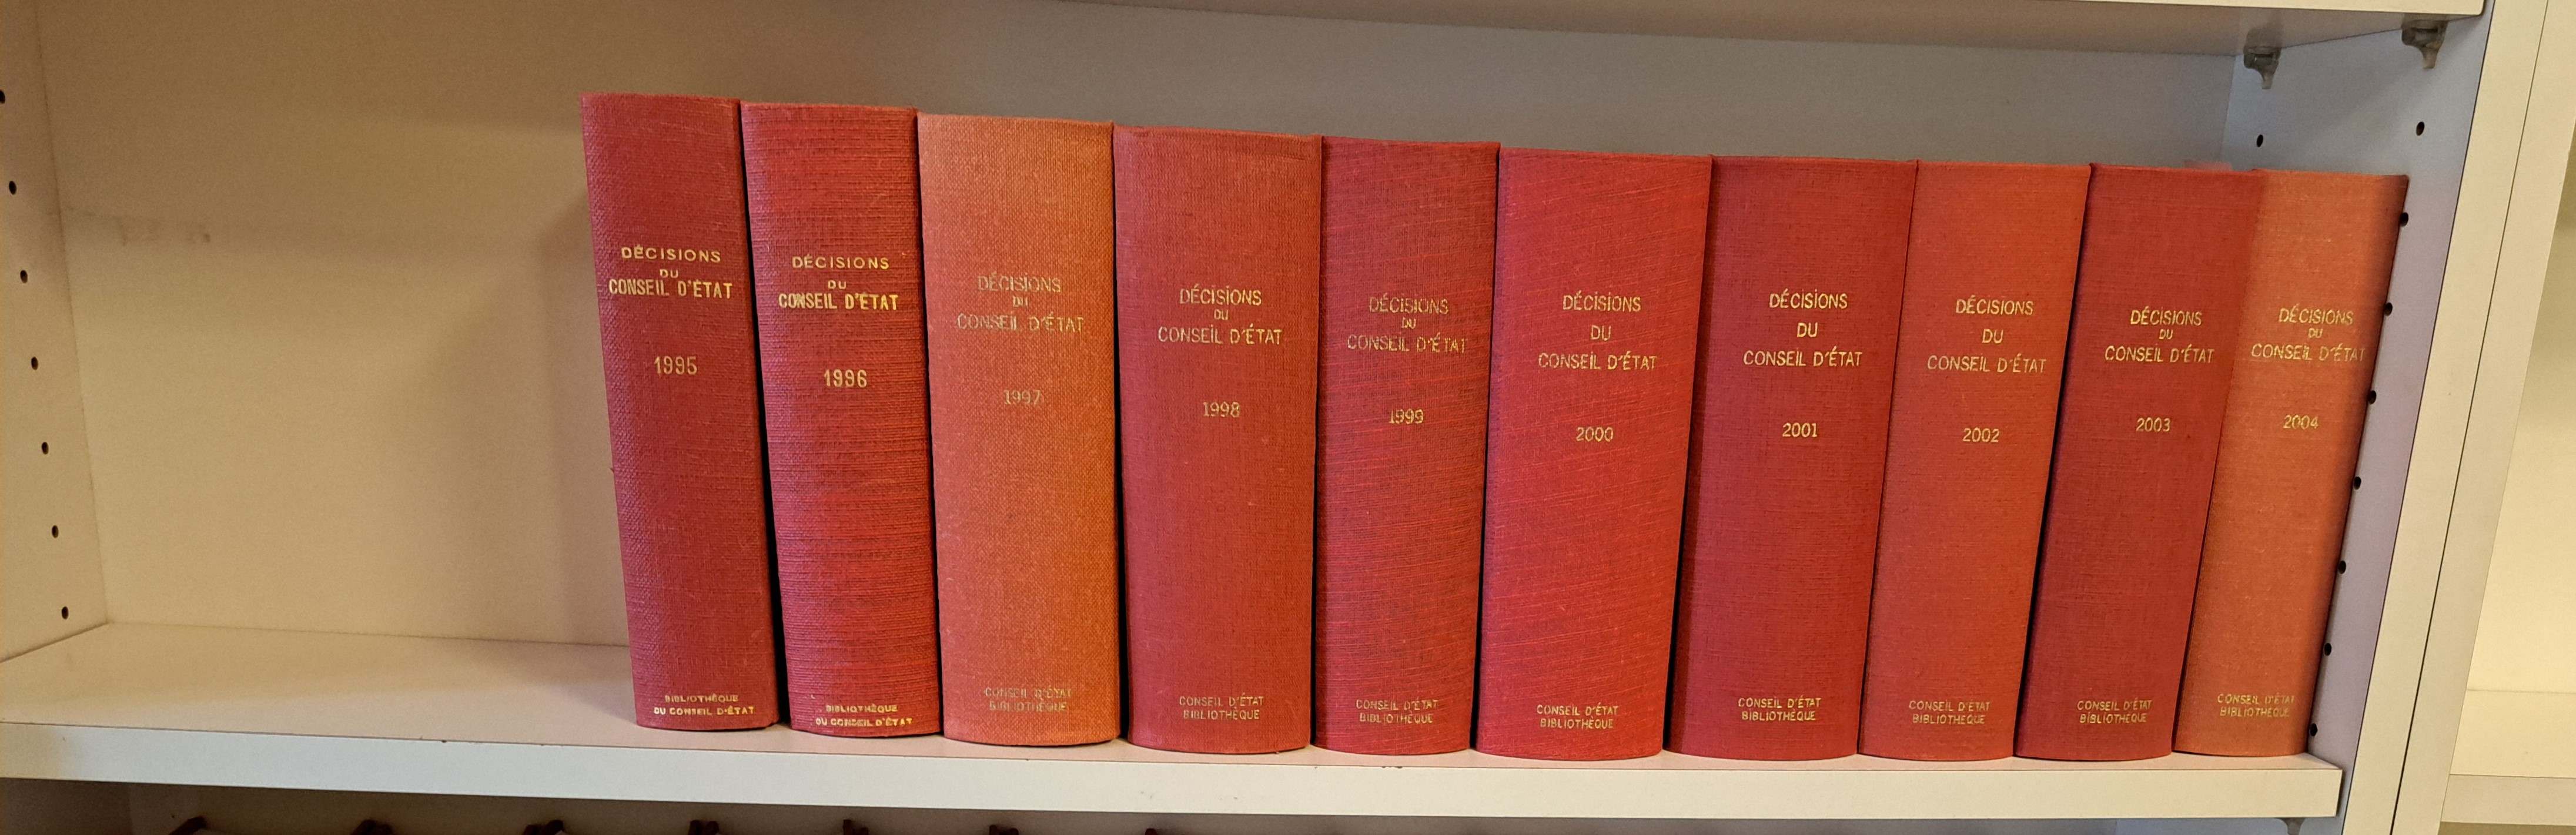 DÉCISIONS
DU
CONSEIL D'ÉTAT
1995
BIBLIOTHÈQUE
DU CONSEIL D'ÉTAT
DÉCISIONS
DU
CONSEIL D'ÉTAT
1996
BIBLIOTHÈQUE
DU CONSEIL D'ÉTAT
DÉCISIONS
DU
CONSEIL D'ÉTAT
1997
CONSEIL D'ÉTAT
BIBLIOTHÈQUE
DÉCISIONS
DU
CONSEIL D'ÉTAT
1998
CONSEIL D'ÉTAT
BIBLIOTHÈQUE
DÉCISIONS
DU
CONSEIL D'ÉTAT
1999
CONSEIL D'ÉTAT
BIBLIOTHÈQUE
DÉCISIONS
DU
CONSEIL D'ÉTAT
2000
CONSEIL D'ÉTAT
BIBLIOTHÈQUE
DÉCISIONS
DU
CONSEIL D'ÉTAT
2001
CONSEIL D'ÉTAT
BIBLIOTHÈQUE
DÉCISIONS
DU
CONSEIL D'ÉTAT
2002
CONSEIL D'ÉTAT
BIBLIOTHÈQUE
DÉCISIONS
DU
CONSEIL D'ÉTAT
2003
CONSEIL D'ÉTAT
BIBLIOTHÈQUE
DÉCISIONS
DU
CONSEIL D'ÉTAT
2004
CONSEIL D'ÉTAT
BIBLIOTHÈQUE